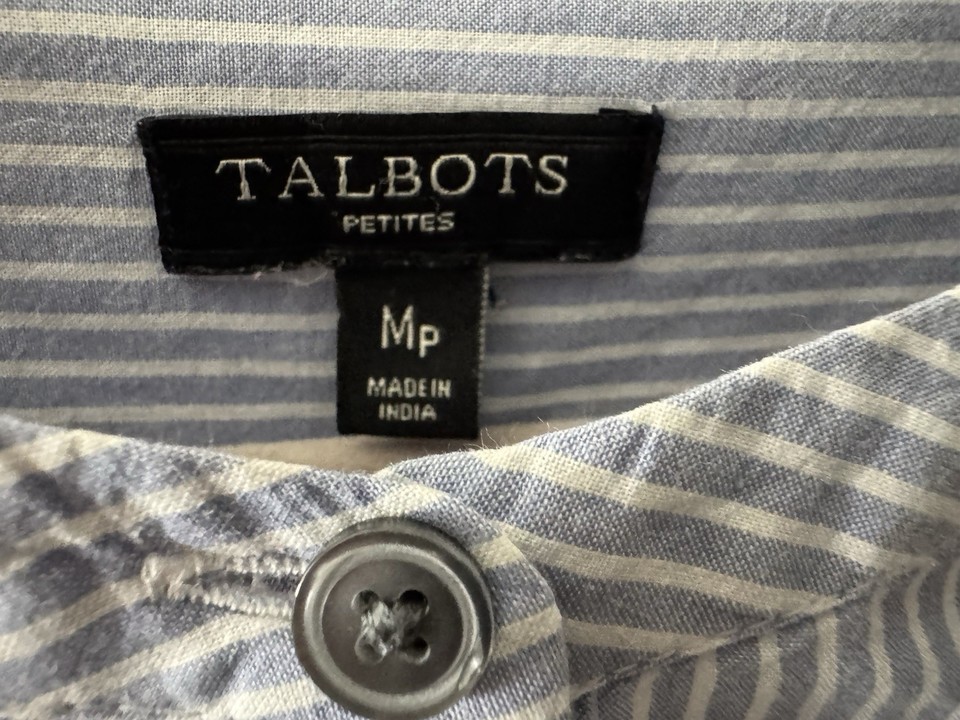 TALBOTS
PETITES
MP
MADE IN
INDIA